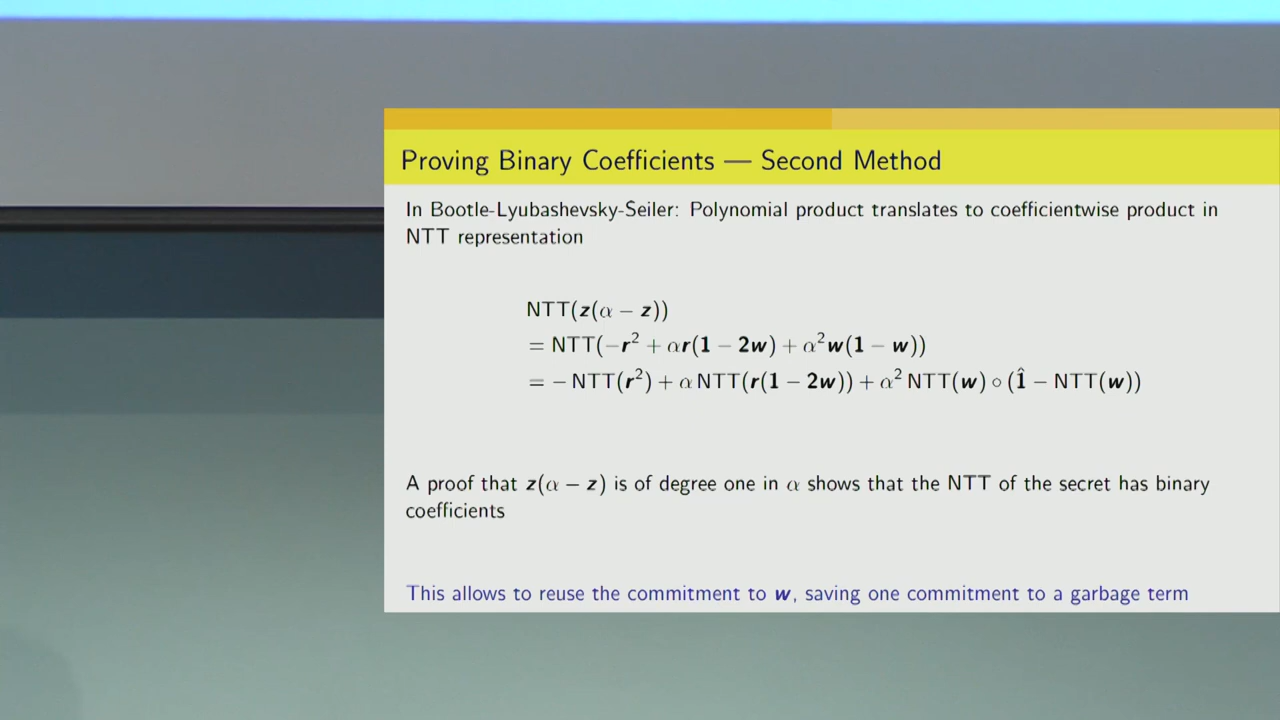 Proving Binary Coefficients — Second Method
In Bootle-Lyubashevsky-Seiler: Polynomial product translates to coefficientwise product in
NTT representation
NTT(z(α − z))
= NTT(−r² + αr(1 − 2w) + α²w(1 − w))
= − NTT(r²) + α NTT(r(1 − 2w)) + α² NTT(w) ∘ (1̂ − NTT(w))
A proof that z(α − z) is of degree one in α shows that the NTT of the secret has binary
coefficients
This allows to reuse the commitment to w, saving one commitment to a garbage term